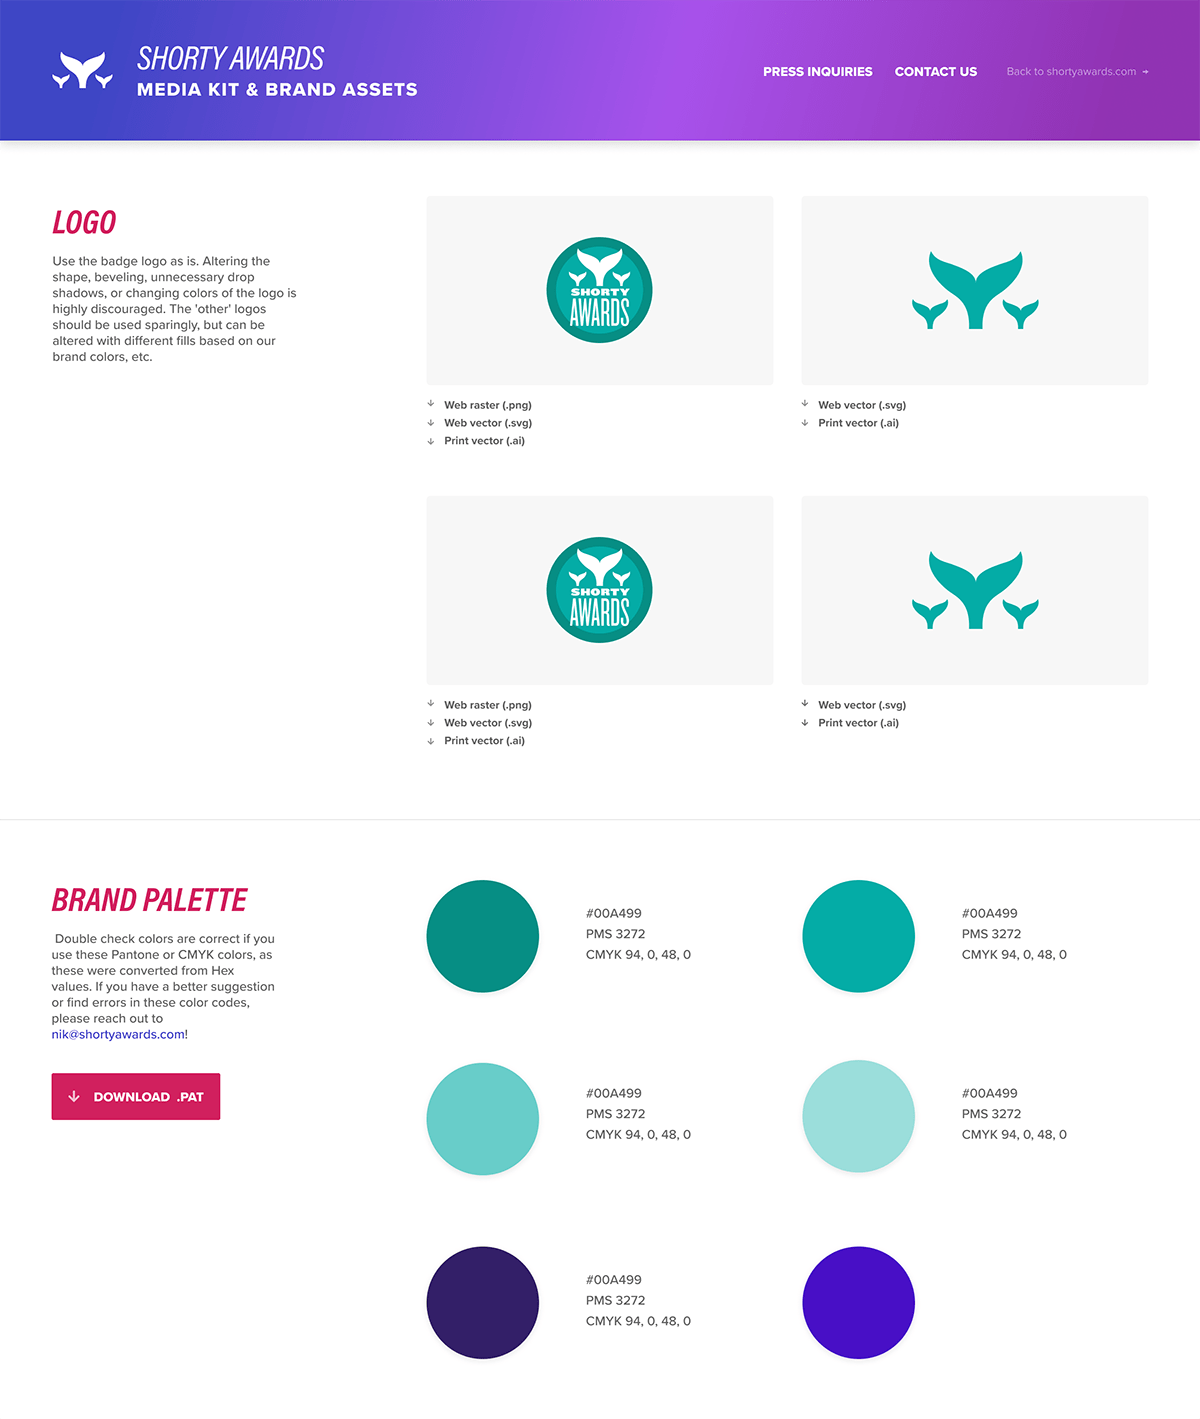 SHORTY AWARDS
MEDIA KIT & BRAND ASSETS
PRESS INQUIRIES
CONTACT US
Back to shortyawards.com →
LOGO
Use the badge logo as is. Altering the
shape, beveling, unnecessary drop
shadows, or changing colors of the logo is
highly discouraged. The 'other' logos
should be used sparingly, but can be
altered with different fills based on our
brand colors, etc.
SHORTY
AWARDS
Web raster (.png)
Web vector (.svg)
Print vector (.ai)
Web vector (.svg)
Print vector (.ai)
SHORTY
AWARDS
Web raster (.png)
Web vector (.svg)
Print vector (.ai)
Web vector (.svg)
Print vector (.ai)
BRAND PALETTE
Double check colors are correct if you
use these Pantone or CMYK colors, as
these were converted from Hex
values. If you have a better suggestion
or find errors in these color codes,
please reach out to
nik@shortyawards.com!
DOWNLOAD .PAT
#00A499
PMS 3272
CMYK 94, 0, 48, 0
#00A499
PMS 3272
CMYK 94, 0, 48, 0
#00A499
PMS 3272
CMYK 94, 0, 48, 0
#00A499
PMS 3272
CMYK 94, 0, 48, 0
#00A499
PMS 3272
CMYK 94, 0, 48, 0